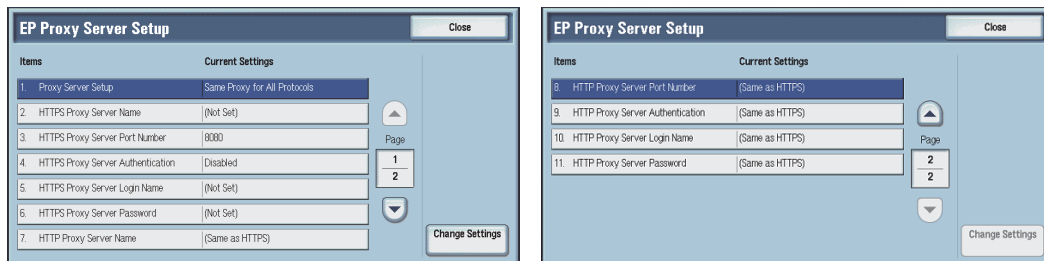 EP Proxy Server Setup
Close
Items Current Settings
1. Proxy Server Setup Same Proxy for All Protocols
2. HTTPS Proxy Server Name (Not Set)
3. HTTPS Proxy Server Port Number 8080
4. HTTPS Proxy Server Authentication Disabled
5. HTTPS Proxy Server Login Name (Not Set)
6. HTTPS Proxy Server Password (Not Set)
7. HTTP Proxy Server Name (Same as HTTPS)
Page
1
2
Change Settings
EP Proxy Server Setup
Close
Items Current Settings
8. HTTP Proxy Server Port Number (Same as HTTPS)
9. HTTP Proxy Server Authentication (Same as HTTPS)
10. HTTP Proxy Server Login Name (Same as HTTPS)
11. HTTP Proxy Server Password (Same as HTTPS)
Page
2
2
Change Settings